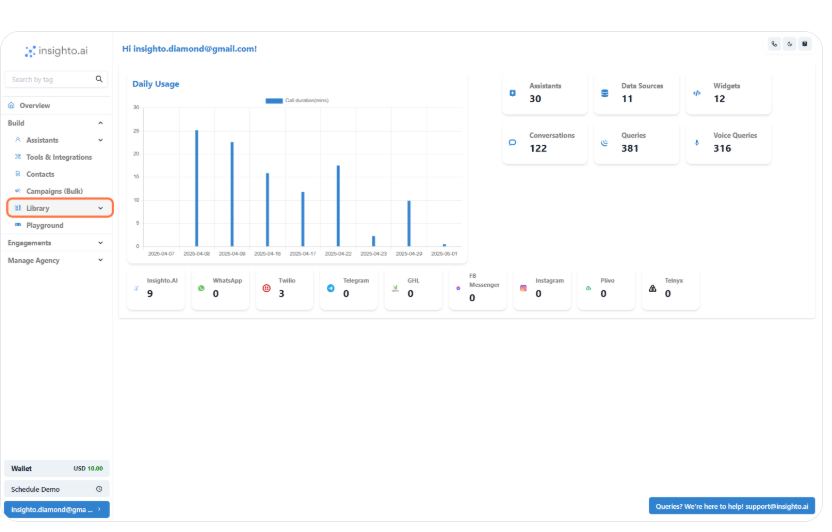 insighto.ai
Hi insighto.diamond@gmail.com!
Search by tag
Overview
Build
Assistants
Tools & Integrations
Contacts
Campaigns (Bulk)
Library
Playground
Engagements
Manage Agency
Daily Usage
Call duration(mins)
30
25
20
15
10
5
0
2025-04-07 2025-04-08 2025-04-09 2025-04-16 2025-04-17 2025-04-22 2025-04-23 2025-04-29 2025-05-01
Assistants
30
Data Sources
11
Widgets
12
Conversations
122
Queries
381
Voice Queries
316
Insighto.AI
9
WhatsApp
0
Twilio
3
Telegram
0
GHL
0
FB
Messenger
0
Instagram
0
Plivo
0
Telnyx
0
Wallet USD 10.00
Schedule Demo
insighto.diamond@gma ...
Queries? We're here to help! support@insighto.ai